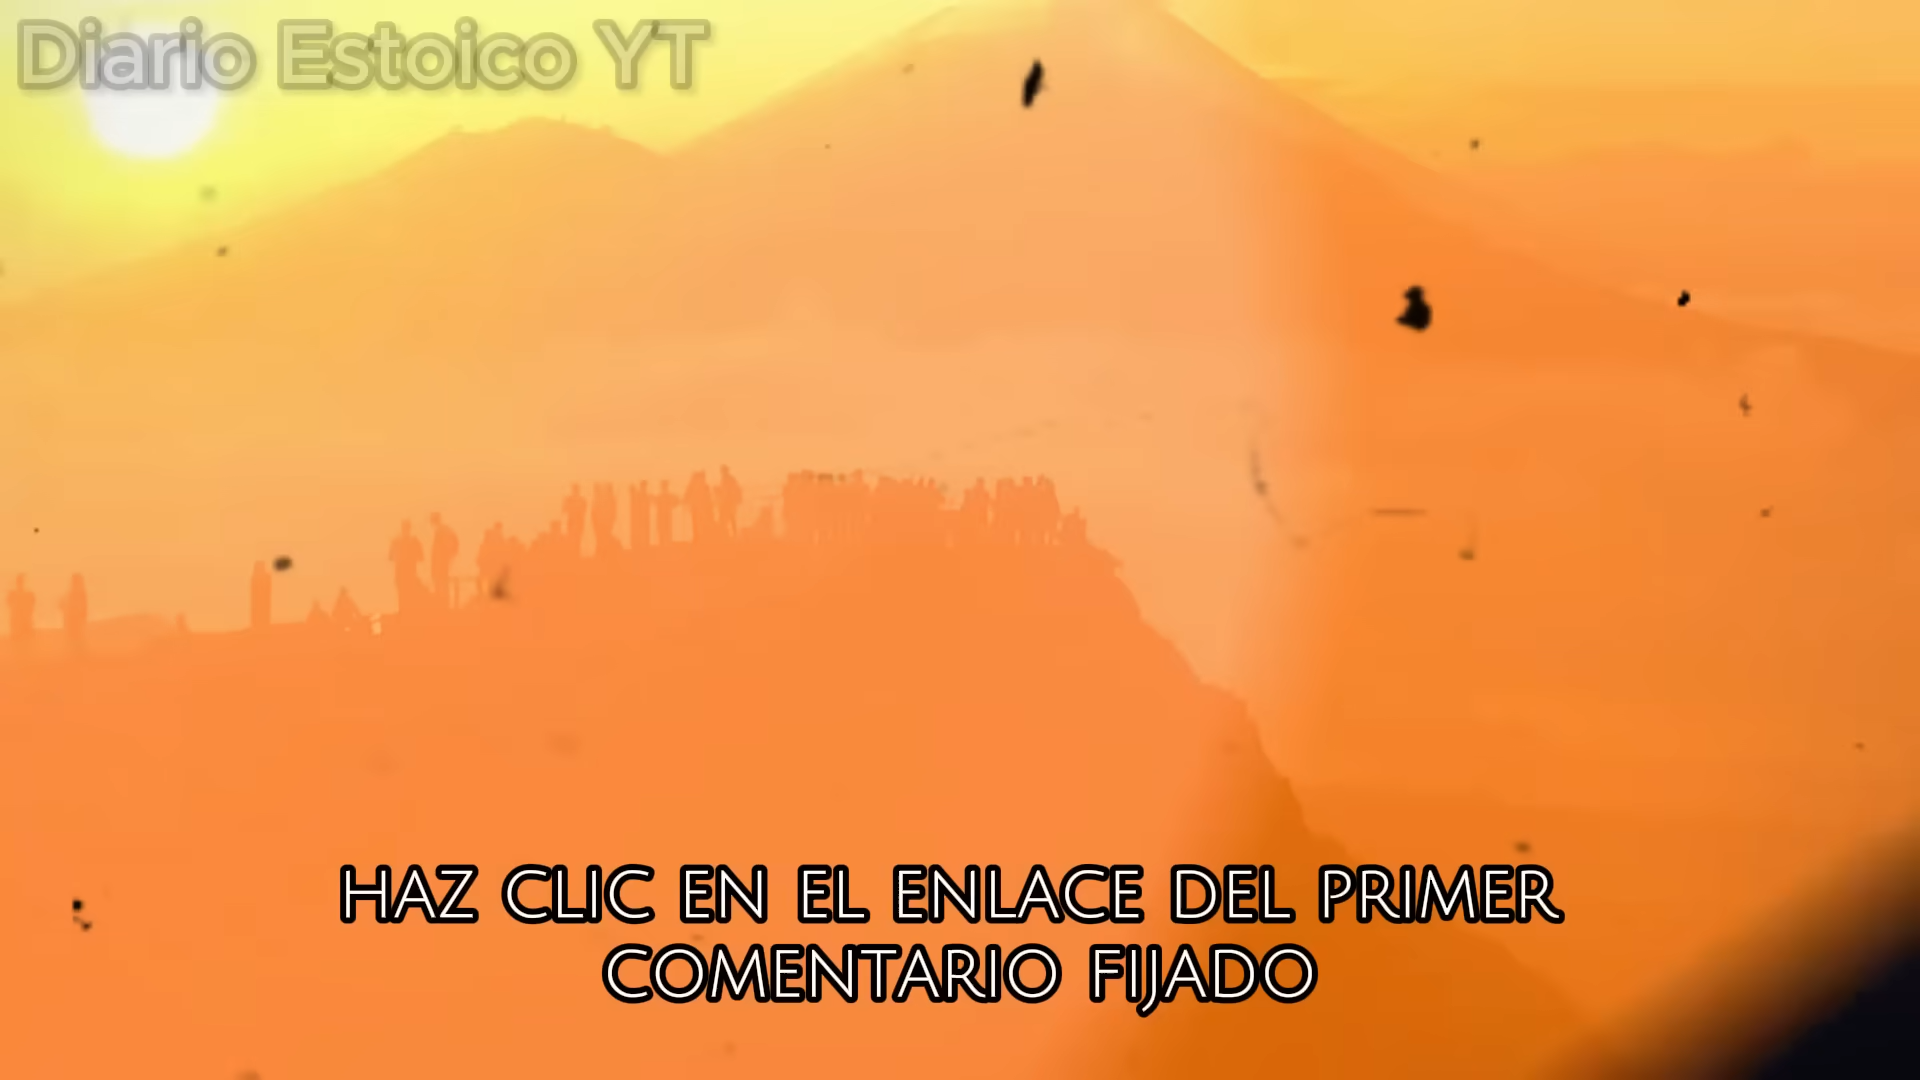 Diario Estoico YT
HAZ CLIC EN EL ENLACE DEL PRIMER
COMENTARIO FIJADO